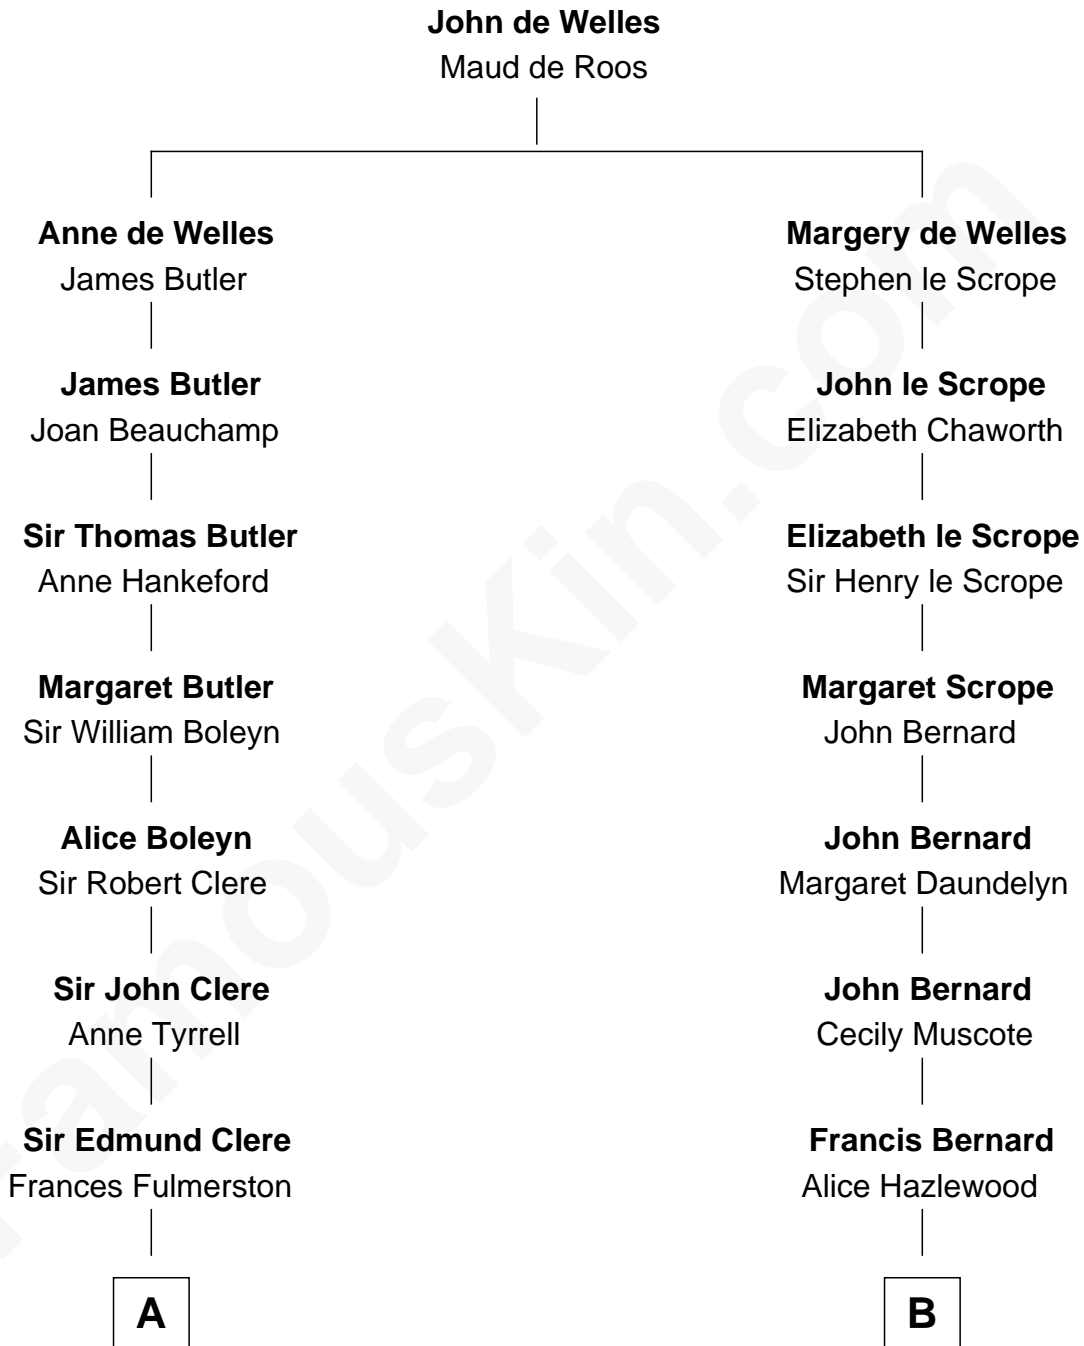 John de Welles
Maud de Roos
Anne de Welles
James Butler
Margery de Welles
Stephen le Scrope
James Butler
Joan Beauchamp
John le Scrope
Elizabeth Chaworth
Sir Thomas Butler
Anne Hankeford
Elizabeth le Scrope
Sir Henry le Scrope
Margaret Butler
Sir William Boleyn
Margaret Scrope
John Bernard
Alice Boleyn
Sir Robert Clere
John Bernard
Margaret Daundelyn
Sir John Clere
Anne Tyrrell
John Bernard
Cecily Muscote
Sir Edmund Clere
Frances Fulmerston
Francis Bernard
Alice Hazlewood
A
B
FamousKin.com